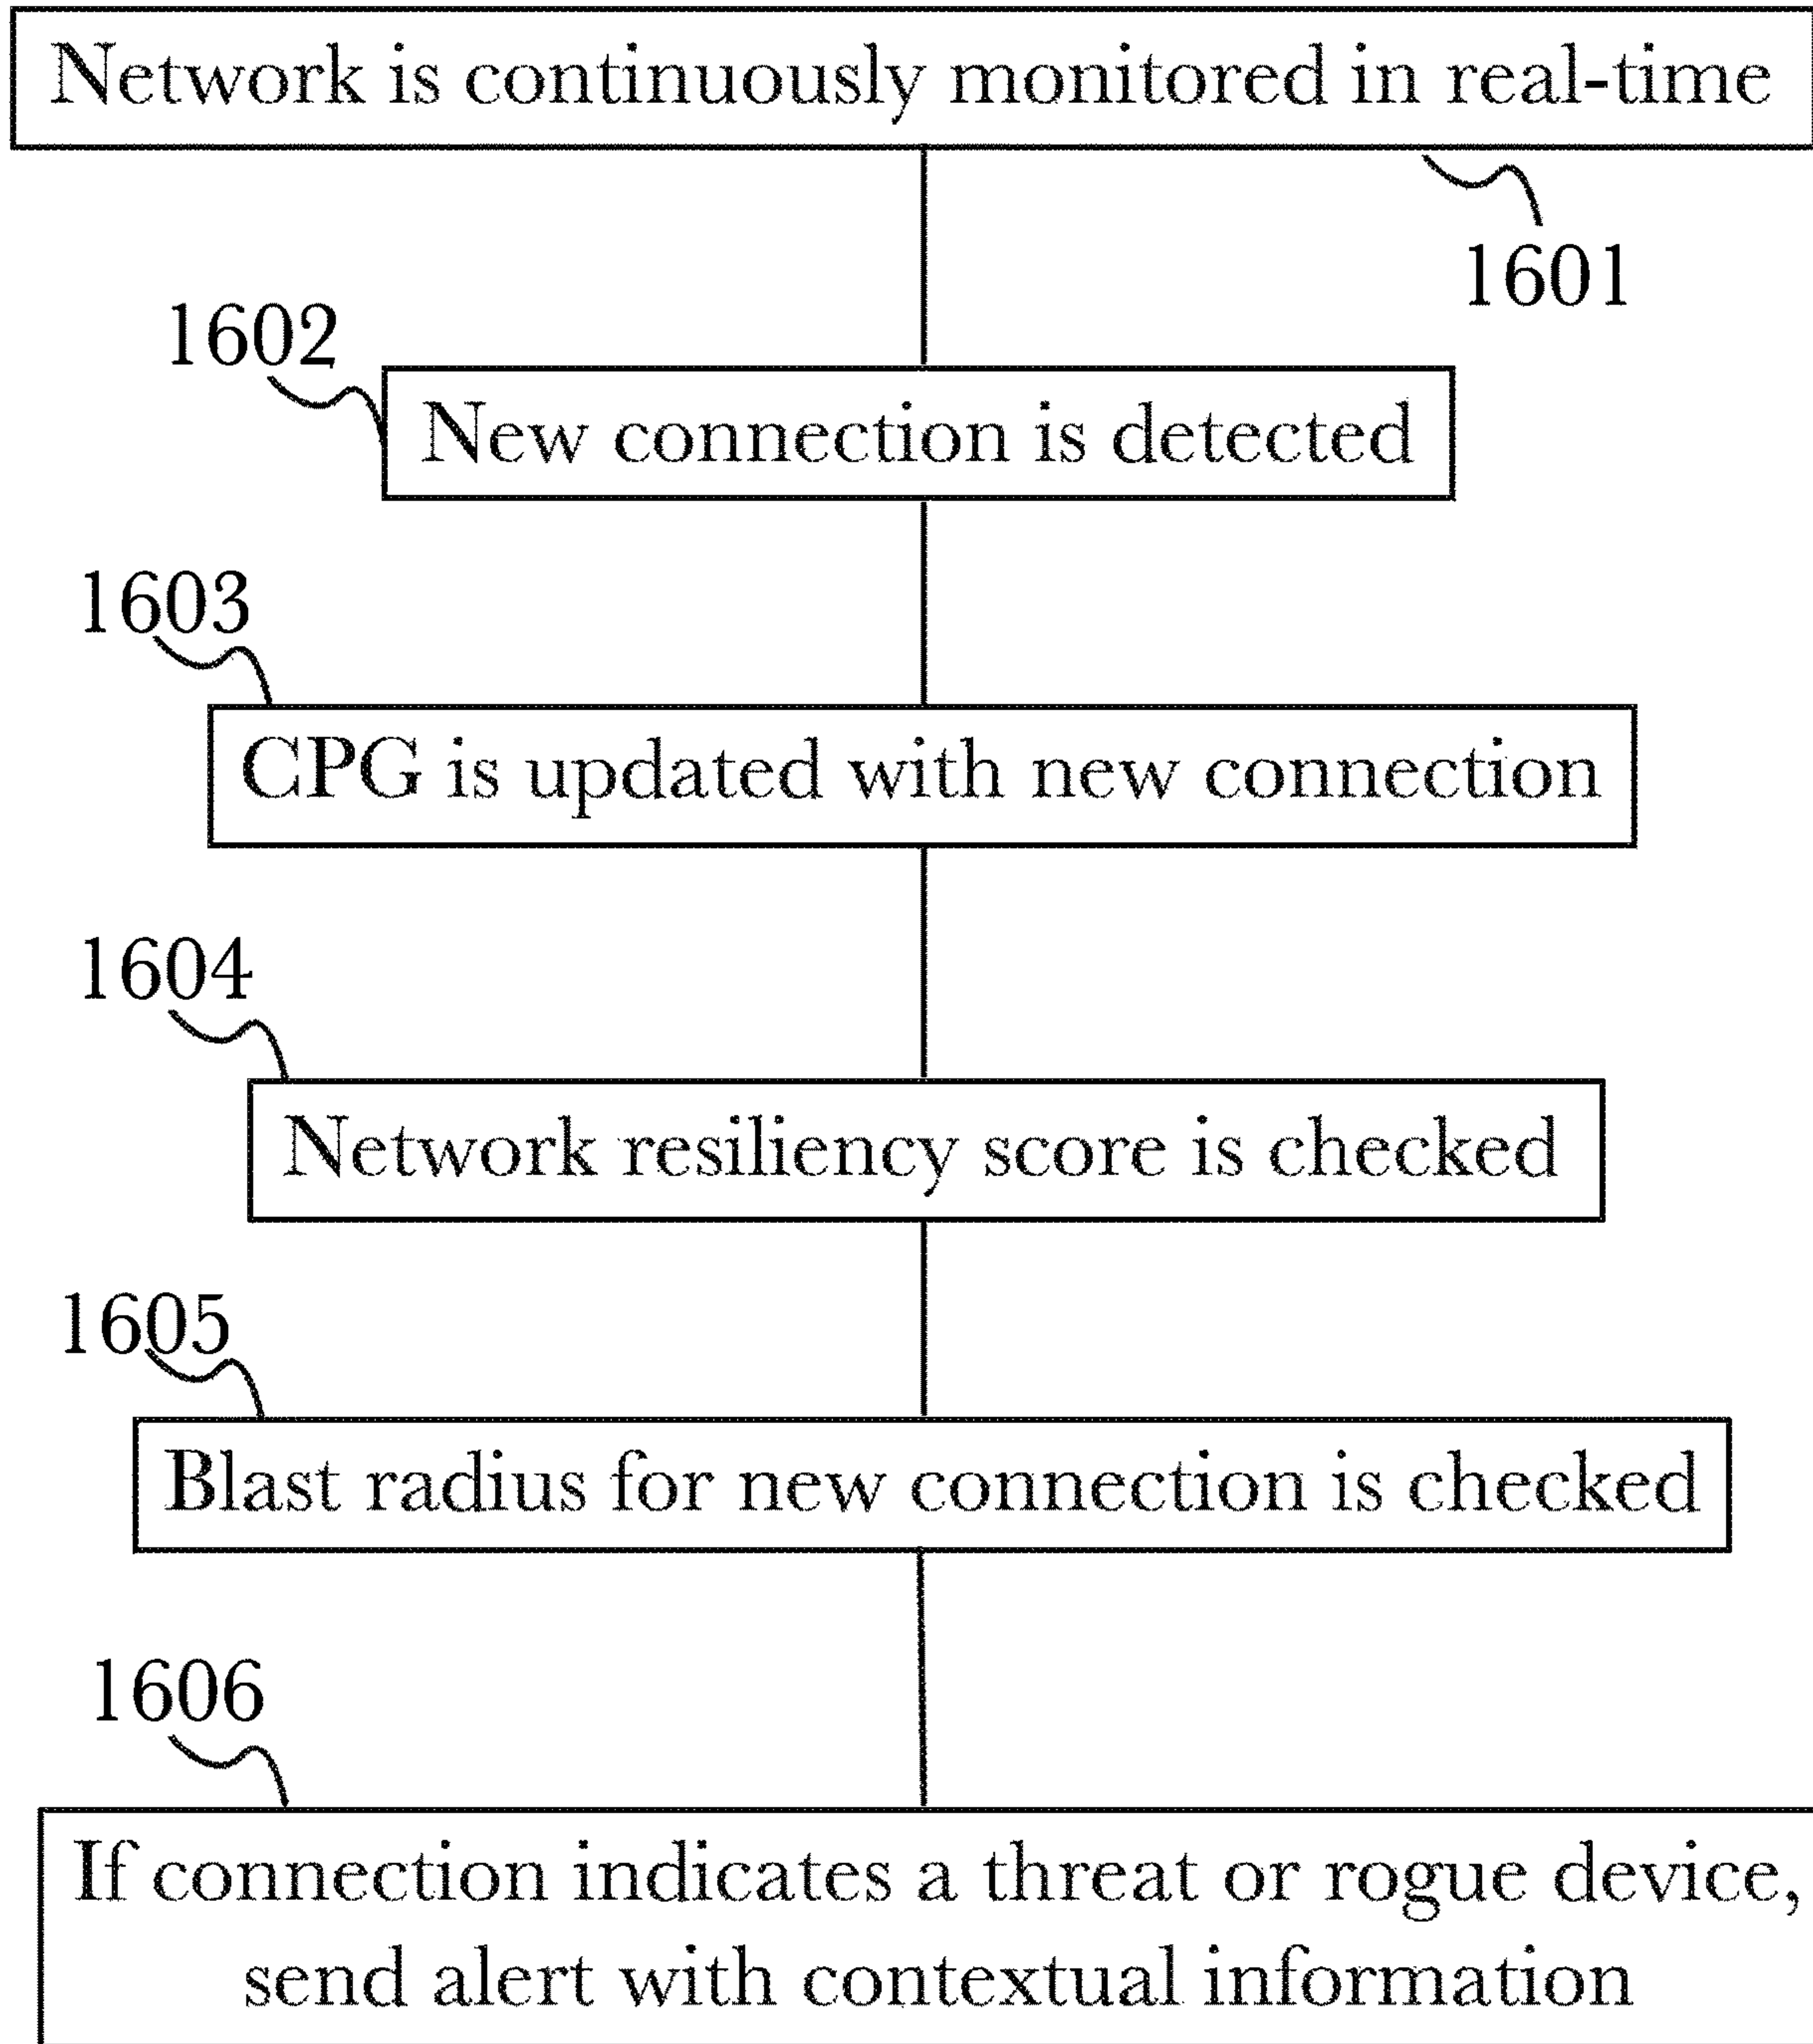 Network is continuously monitored in real-time
1601
1602
New connection is detected
1603
CPG is updated with new connection
1604
Network resiliency score is checked
1605
Blast radius for new connection is checked
1606
If connection indicates a threat or rogue device,
send alert with contextual information